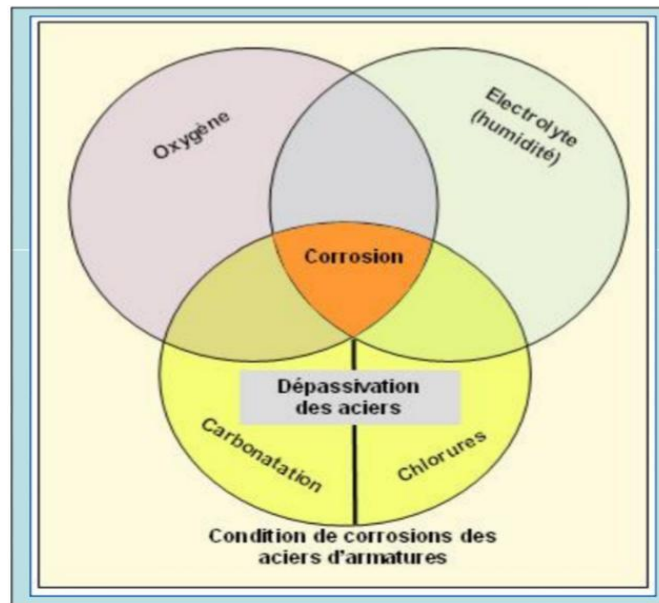 Oxygène
Electrolyte
(humidité)
Corrosion
Dépassivation
des aciers
Carbonatation
Chlorures
Condition de corrosions des
aciers d'armatures